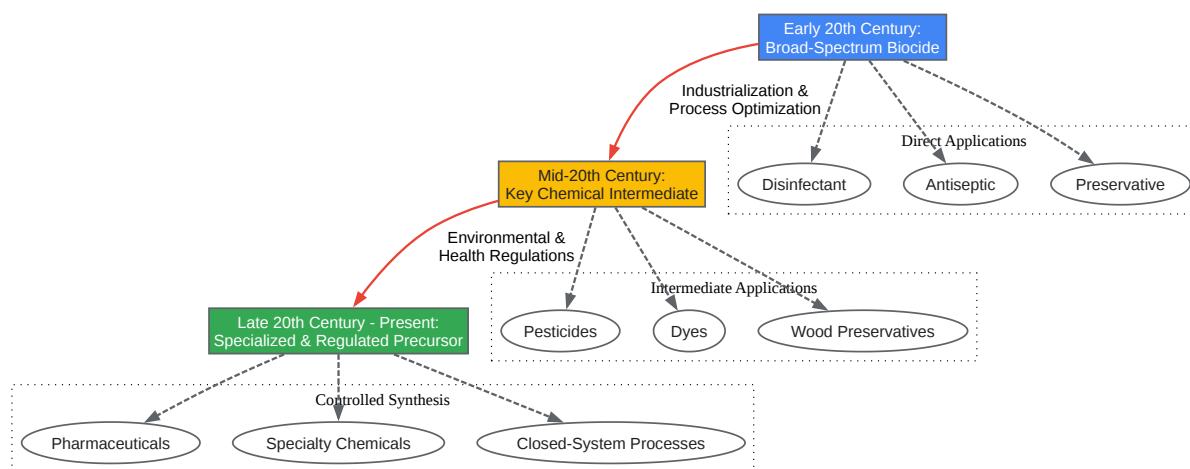 Early 20th Century:
Broad-Spectrum Biocide
Industrialization &
Process Optimization
Direct Applications
Disinfectant
Antiseptic
Preservative
Mid-20th Century:
Key Chemical Intermediate
Environmental &
Health Regulations
Intermediate Applications
Pesticides
Dyes
Wood Preservatives
Late 20th Century - Present:
Specialized & Regulated Precursor
Controlled Synthesis
Pharmaceuticals
Specialty Chemicals
Closed-System Processes